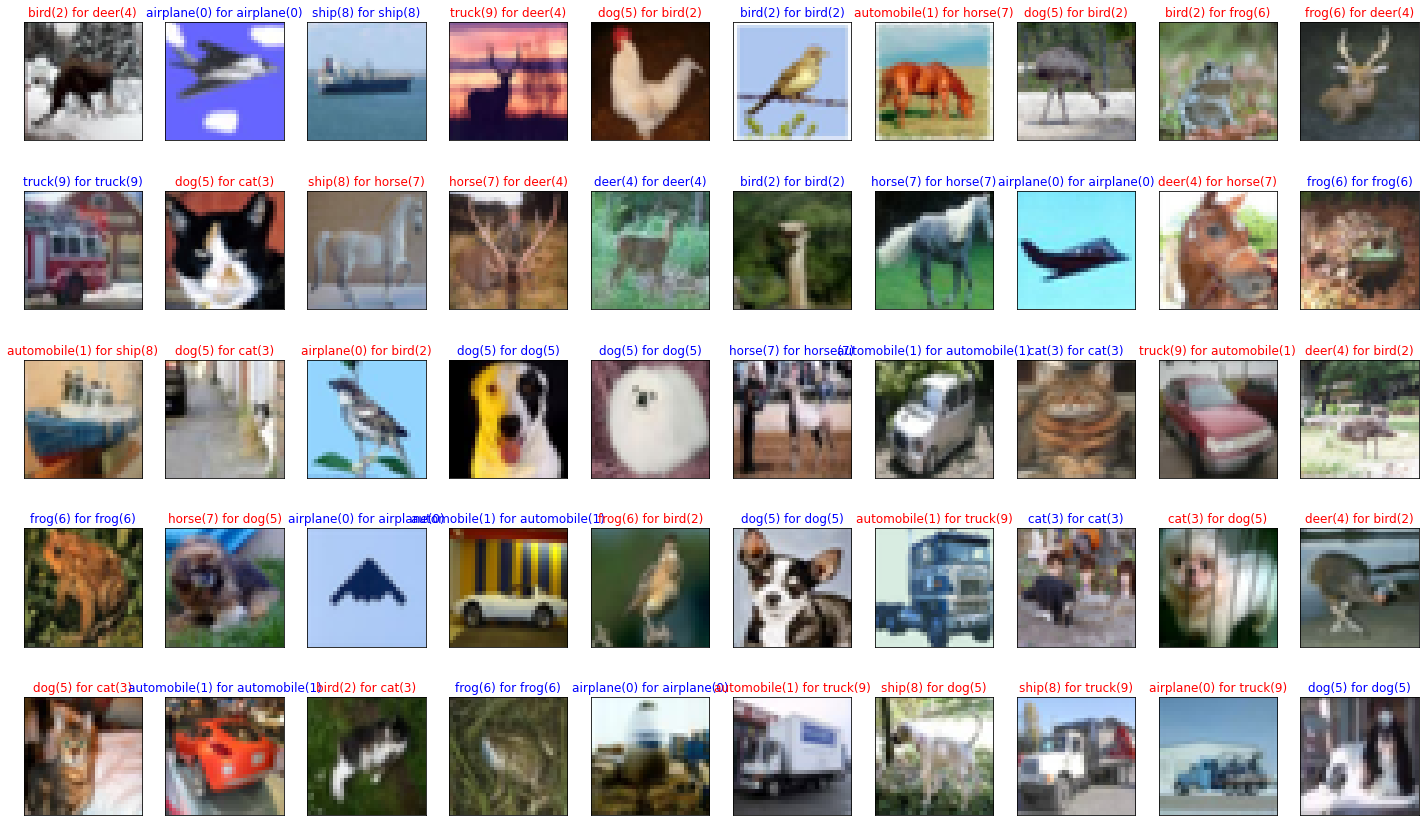 bird(2) for deer(4) airplane(0) for airplane(0) ship(8) for ship(8) truck(9) for deer(4) dog(5) for bird(2) bird(2) for bird(2) automobile(1) for horse(7) dog(5) for bird(2) bird(2) for frog(6) frog(6) for deer(4)
truck(9) for truck(9) dog(5) for cat(3) ship(8) for horse(7) horse(7) for deer(4) deer(4) for deer(4) bird(2) for bird(2) horse(7) for horse(7) airplane(0) for airplane(0) deer(4) for horse(7) frog(6) for frog(6)
automobile(1) for ship(8) dog(5) for cat(3) airplane(0) for bird(2) dog(5) for dog(5) dog(5) for dog(5) horse(7) for horse(7) automobile(1) for automobile(1) cat(3) for cat(3) truck(9) for automobile(1) deer(4) for bird(2)
frog(6) for frog(6) horse(7) for dog(5) airplane(0) for airplane(0) automobile(1) for automobile(1) frog(6) for bird(2) dog(5) for dog(5) automobile(1) for truck(9) cat(3) for cat(3) cat(3) for dog(5) deer(4) for bird(2)
dog(5) for cat(3) automobile(1) for automobile(1) bird(2) for cat(3) frog(6) for frog(6) airplane(0) for airplane(0) automobile(1) for truck(9) ship(8) for dog(5) ship(8) for truck(9) airplane(0) for truck(9) dog(5) for dog(5)